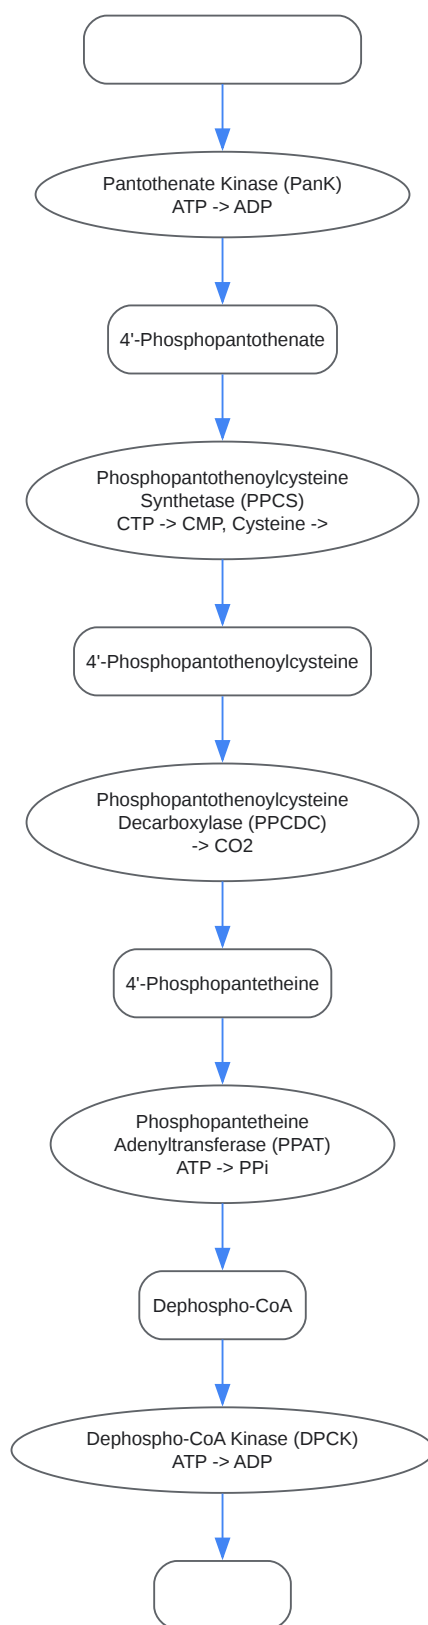 Pantothenate Kinase (PanK)
ATP -> ADP
4'-Phosphopantothenate
Phosphopantothenoylcysteine
Synthetase (PPCS)
CTP -> CMP, Cysteine ->
4'-Phosphopantothenoylcysteine
Phosphopantothenoylcysteine
Decarboxylase (PPCDC)
-> CO2
4'-Phosphopantetheine
Phosphopantetheine
Adenyltransferase (PPAT)
ATP -> PPi
Dephospho-CoA
Dephospho-CoA Kinase (DPCK)
ATP -> ADP